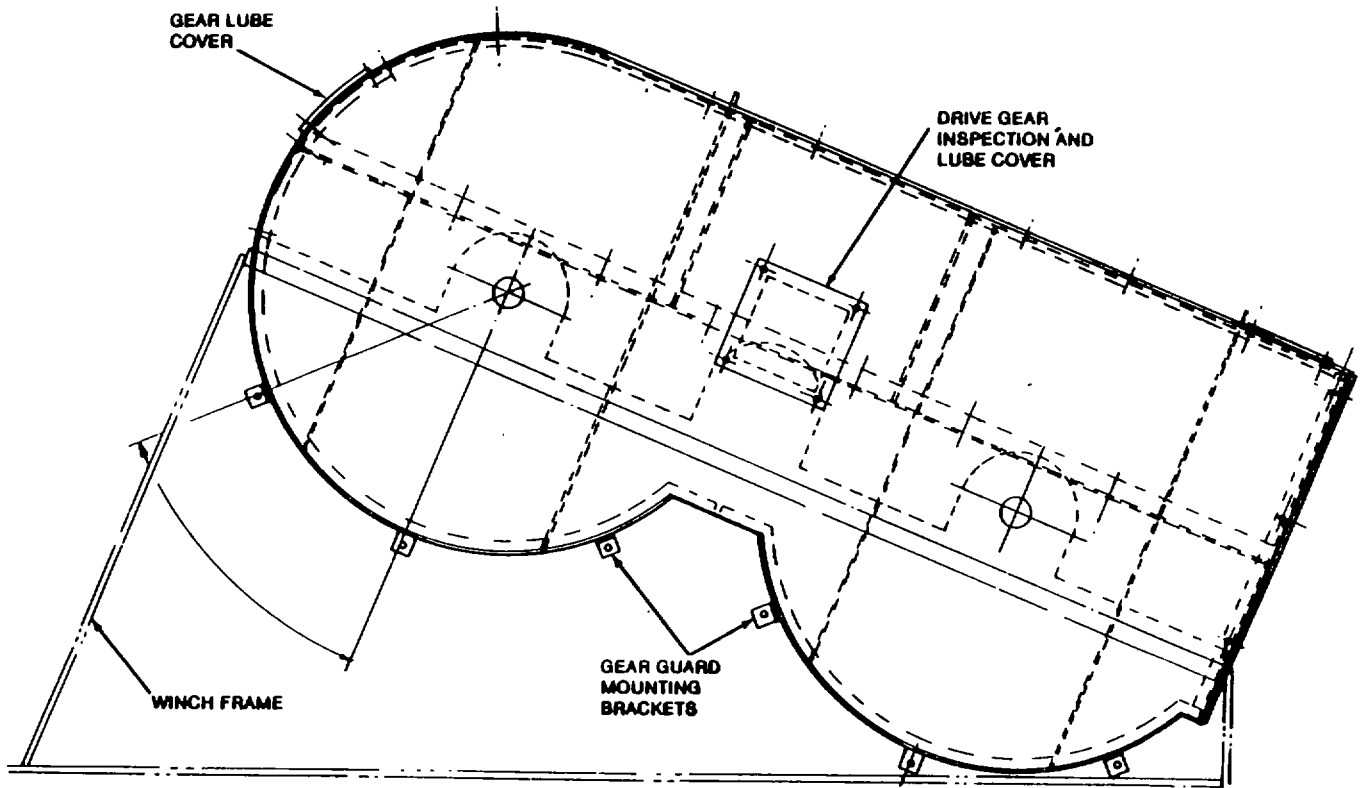 GEAR LUBE
COVER
DRIVE GEAR
INSPECTION AND
LUBE COVER
GEAR GUARD
MOUNTING
BRACKETS
WINCH FRAME